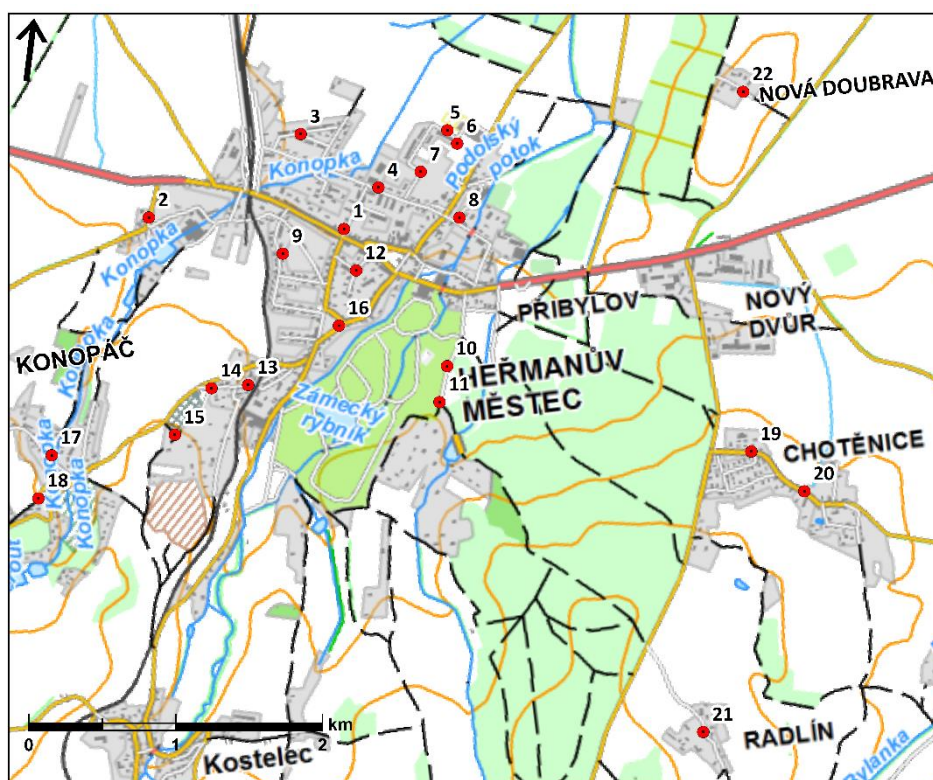 22
NOVÁ DOUBRAVA
3
5
6
Konopka
7
Podolský
potok
4
2
1
8
Konopka
9
12
PŘIBYLOV
NOVÝ
DVŮR
16
KONOPÁČ
Konopka
10
HEŘMANŮV
MĚSTEC
11
14
13
Zámecký
rybník
15
17
Konopka
Konopka
18
19
CHOTĚNICE
20
km
0
1
2
21
RADLÍN
Kostelec